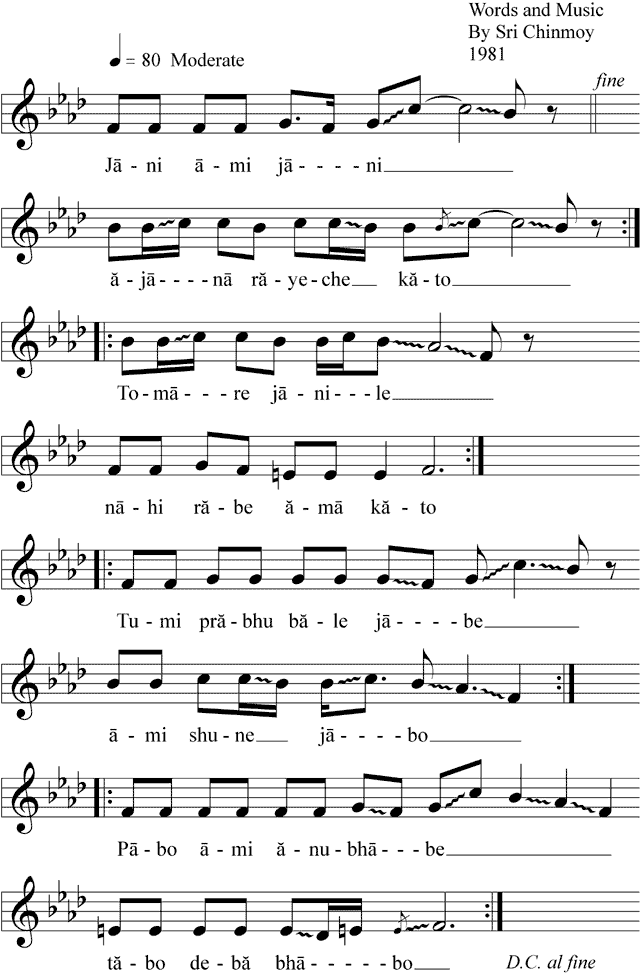 Words and Music
By Sri Chinmoy
1981
♩ = 80 Moderate
fine
Jā - ni ā - mi jā - - - - ni
ă - jā - - - - nā ră - ye - che kă - to
To - mā - - - re jā - ni - - - le
nā - hi ră - be ă - mā kă - to
Tu - mi pră - bhu bă - le jā - - - - be
ā - mi shu - ne jā - - - - bo
Pā - bo ā - mi ă - nu - bhā - - - be
tă - bo de - bă bhā - - - - bo
D.C. al fine